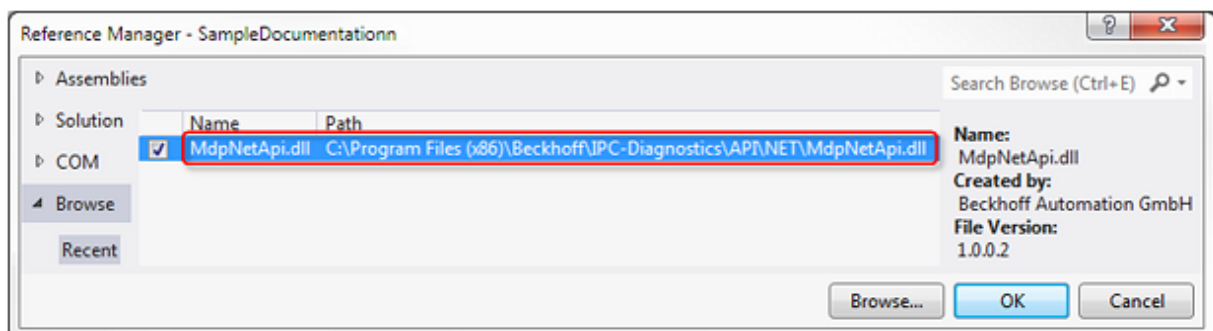 Reference Manager - SampleDocumentationn
Assemblies
Solution
COM
Browse
Recent
Name Path
MdpNetApi.dll C:\Program Files (x86)\Beckhoff\IPC-Diagnostics\API\NET\MdpNetApi.dll
Search Browse (Ctrl+E)
Name:
MdpNetApi.dll
Created by:
Beckhoff Automation GmbH
File Version:
1.0.0.2
Browse... OK Cancel